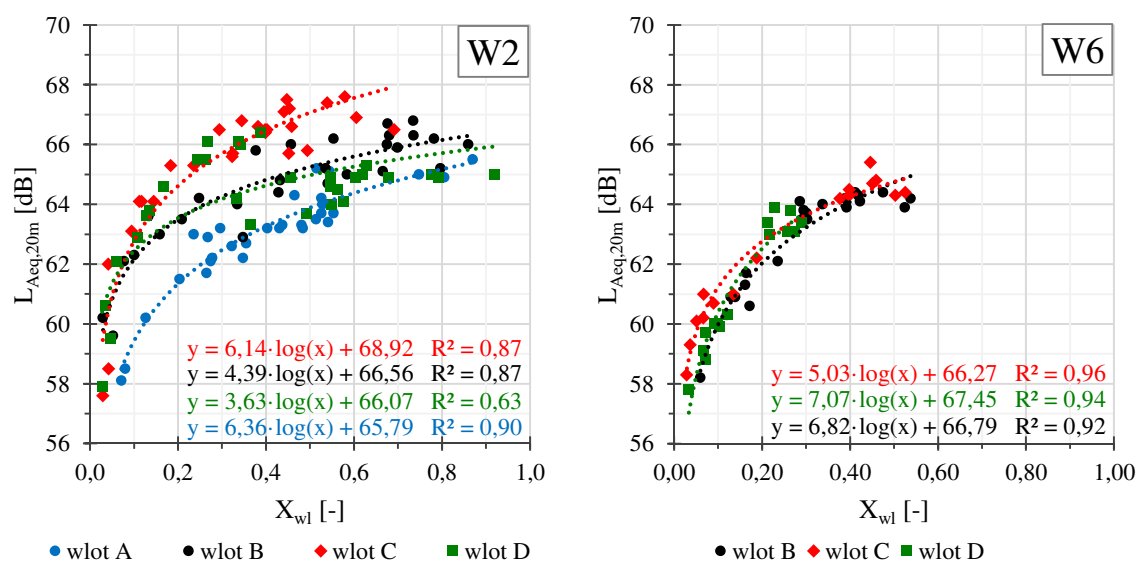 W2
70
68
66
64
62
60
58
56
L_Aeq,20m [dB]
y = 6,14·log(x) + 68,92 R² = 0,87
y = 4,39·log(x) + 66,56 R² = 0,87
y = 3,63·log(x) + 66,07 R² = 0,63
y = 6,36·log(x) + 65,79 R² = 0,90
0,0 0,2 0,4 0,6 0,8 1,0
X_wl [-]
wlot A wlot B wlot C wlot D
W6
70
68
66
64
62
60
58
56
L_Aeq,20m [dB]
y = 5,03·log(x) + 66,27 R² = 0,96
y = 7,07·log(x) + 67,45 R² = 0,94
y = 6,82·log(x) + 66,79 R² = 0,92
0,00 0,20 0,40 0,60 0,80 1,00
X_wl [-]
wlot B wlot C wlot D